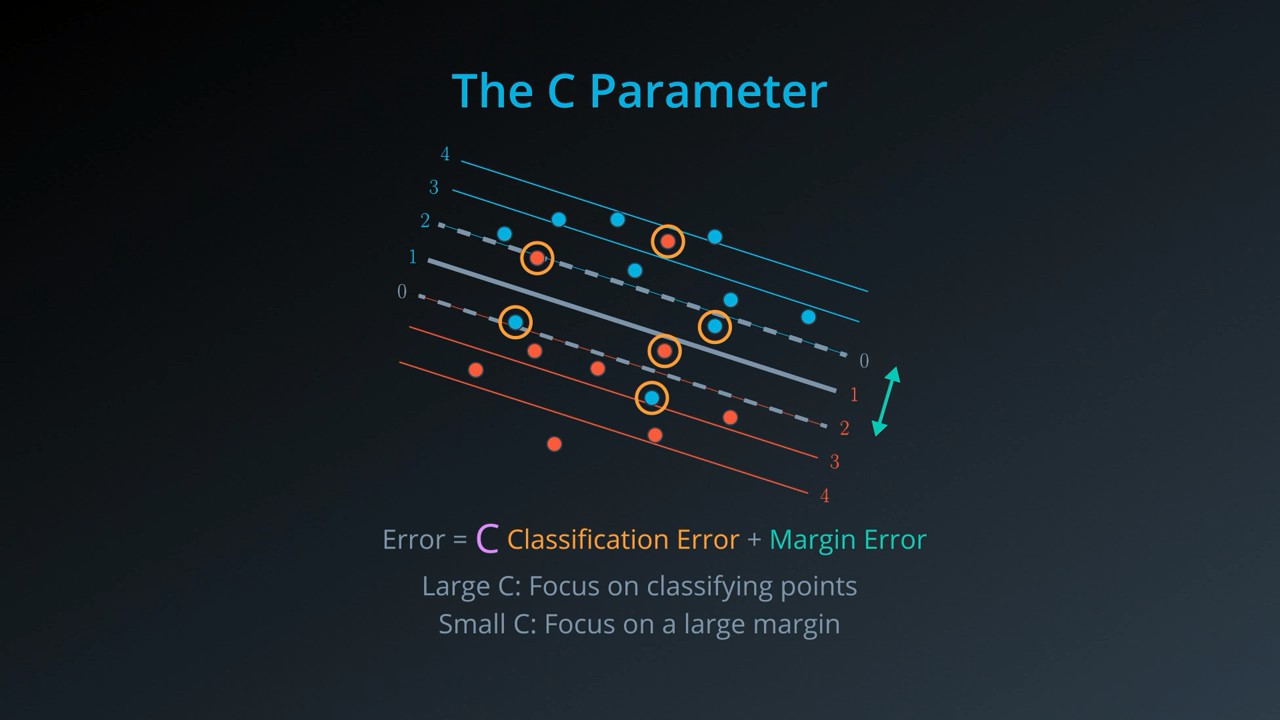 The C Parameter
4
3
2
1
0
0
1
2
3
4
Error = C Classification Error + Margin Error
Large C: Focus on classifying points
Small C: Focus on a large margin